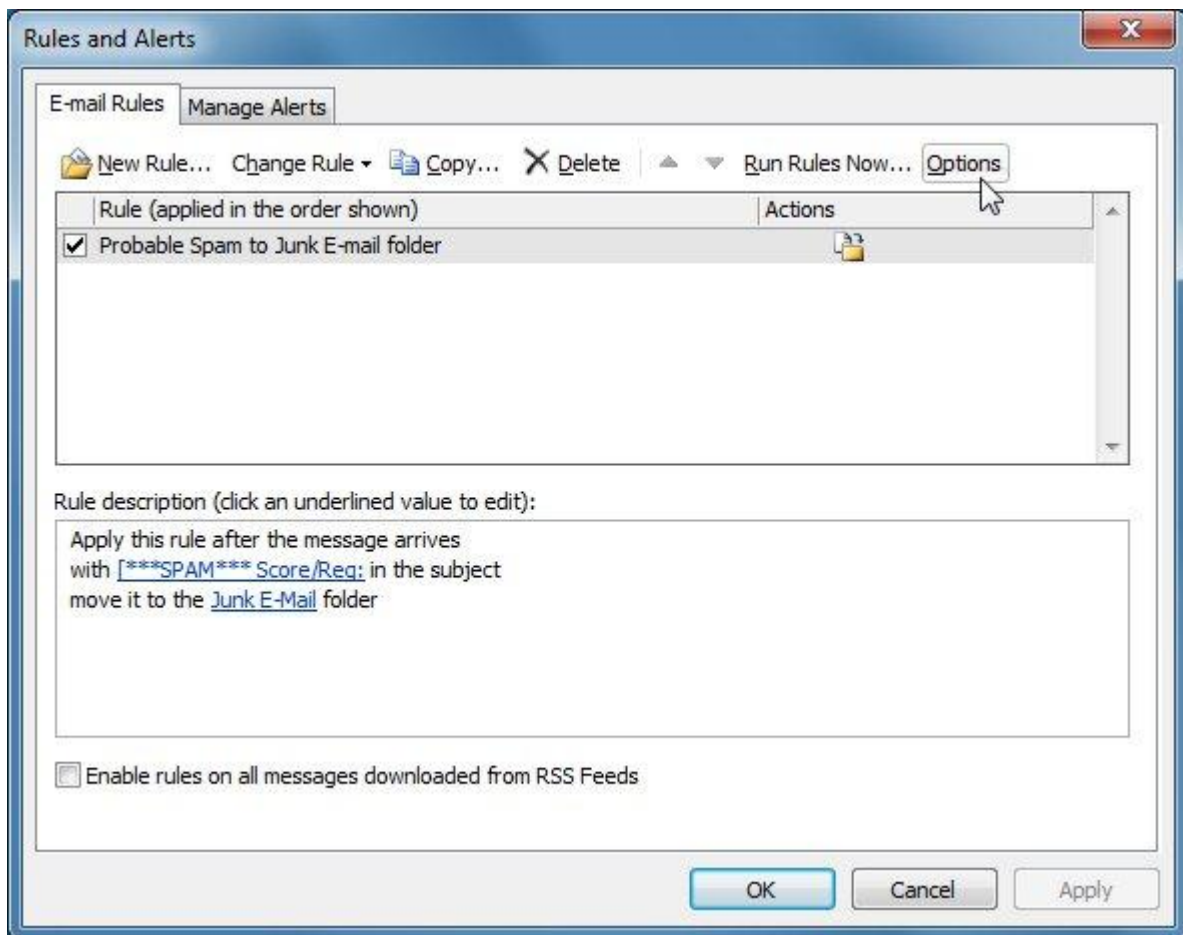 Rules and Alerts
E-mail Rules Manage Alerts
New Rule... Change Rule Copy... Delete Run Rules Now... Options
Rule (applied in the order shown) Actions
Probable Spam to Junk E-mail folder
Rule description (click an underlined value to edit):
Apply this rule after the message arrives
with [***SPAM*** Score/Req: in the subject
move it to the Junk E-Mail folder
Enable rules on all messages downloaded from RSS Feeds
OK Cancel Apply